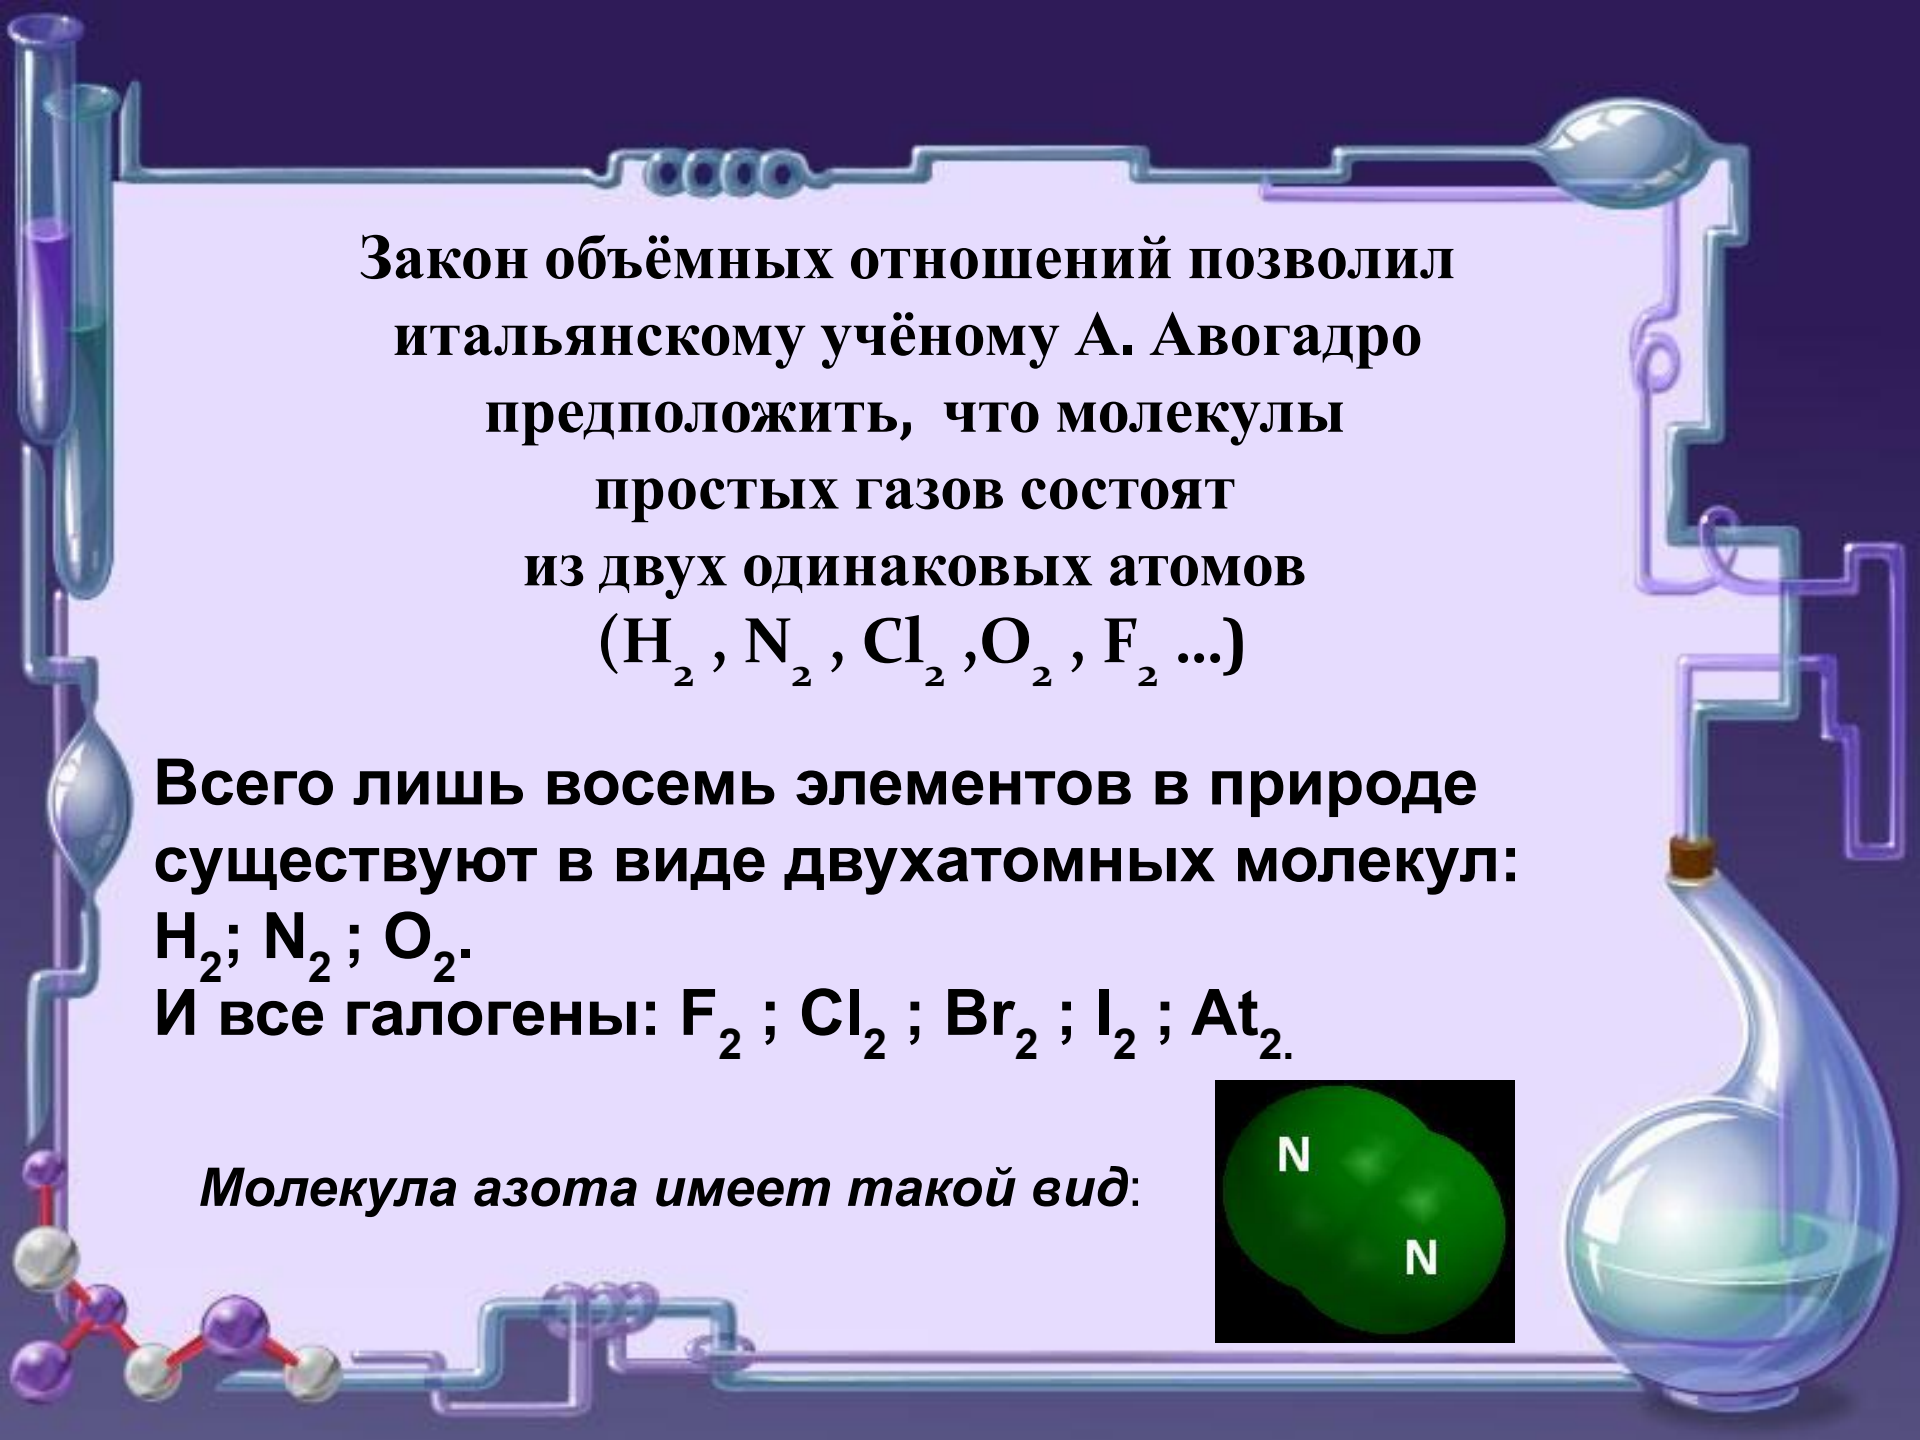 Закон объёмных отношений позволил
итальянскому учёному А. Авогадро
предположить, что молекулы
простых газов состоят
из двух одинаковых атомов
(H₂ , N₂ , Cl₂ ,O₂ , F₂ ...)
Всего лишь восемь элементов в природе
существуют в виде двухатомных молекул:
H₂; N₂ ; O₂.
И все галогены: F₂ ; Cl₂ ; Br₂ ; I₂ ; At₂.
Молекула азота имеет такой вид:
N
N